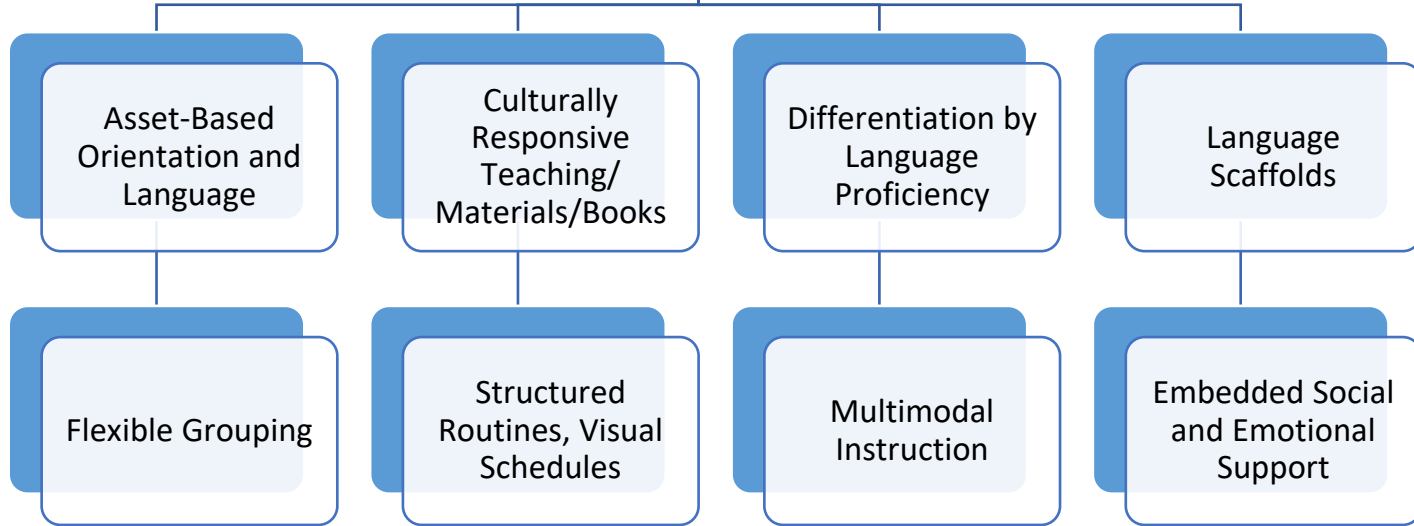 Asset-Based
Orientation and
Language
Culturally
Responsive
Teaching/
Materials/Books
Differentiation by
Language
Proficiency
Language
Scaffolds
Flexible Grouping
Structured
Routines, Visual
Schedules
Multimodal
Instruction
Embedded Social
and Emotional
Support